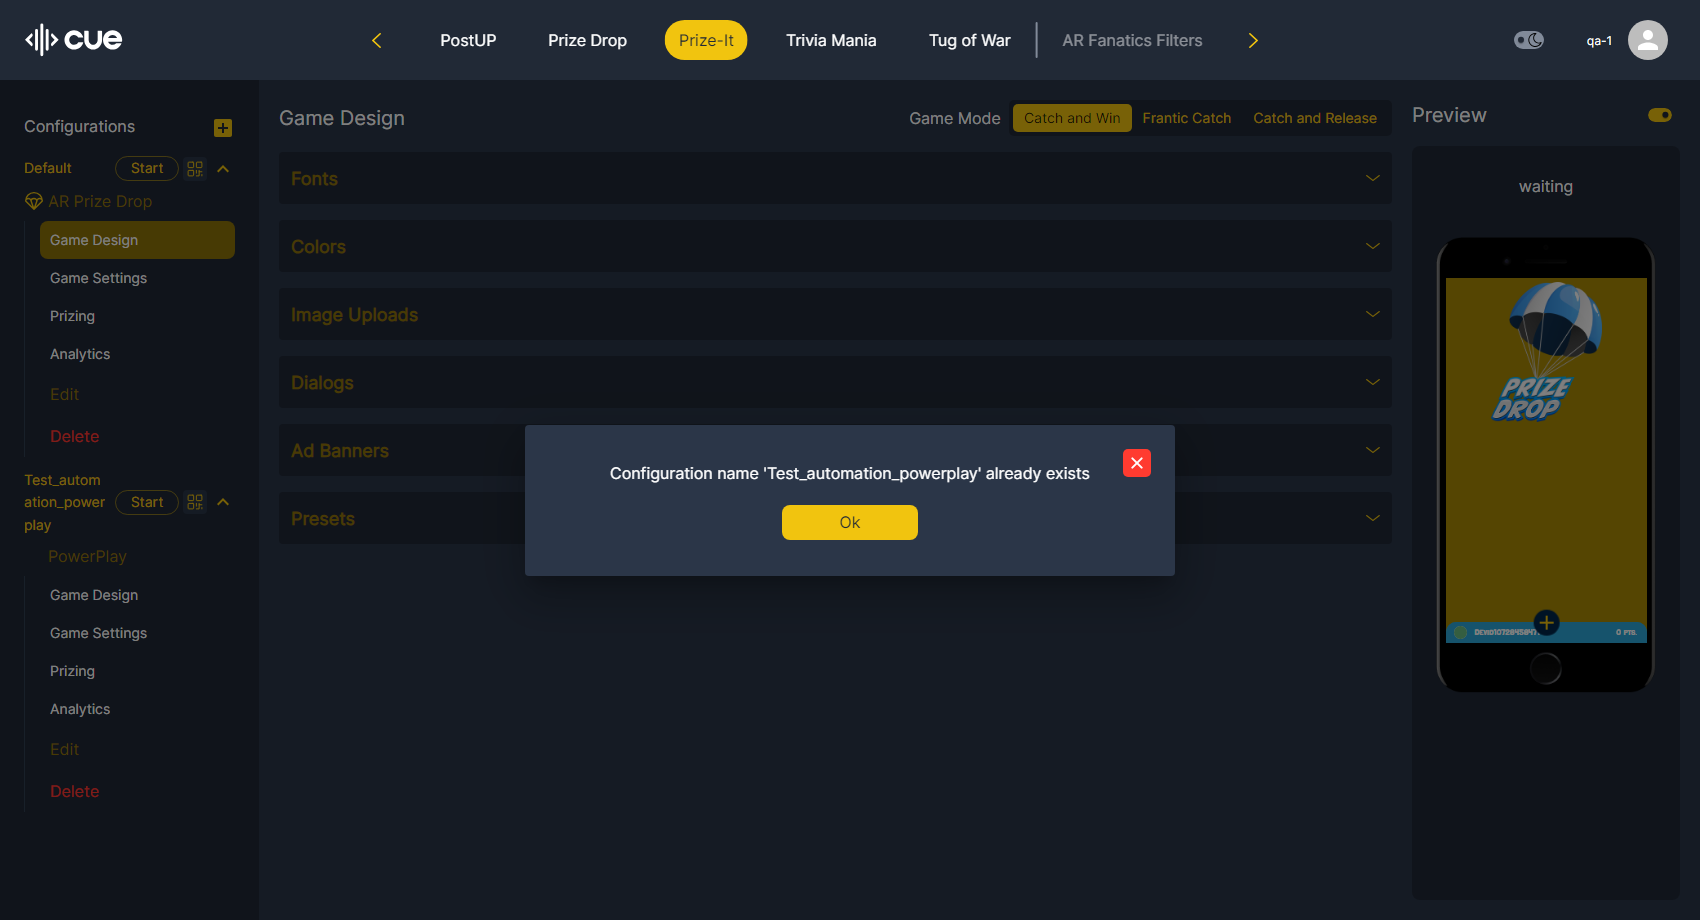 cue
PostUP
Prize Drop
Prize-It
Trivia Mania
Tug of War
AR Fanatics Filters
qa-1
Configurations
Default
Start
AR Prize Drop
Game Design
Game Settings
Prizing
Analytics
Edit
Delete
Test_autom
ation_power
play
Start
PowerPlay
Game Design
Game Settings
Prizing
Analytics
Edit
Delete
Game Design
Game Mode
Catch and Win
Frantic Catch
Catch and Release
Fonts
Colors
Image Uploads
Dialogs
Ad Banners
Presets
Configuration name 'Test_automation_powerplay' already exists
Ok
Preview
waiting
PRIZE
DROP
0 PTS.